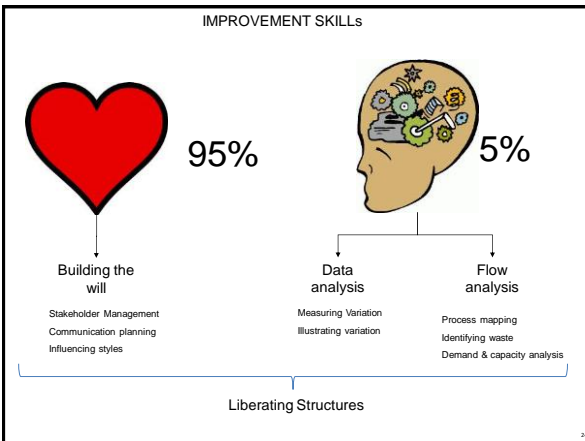 IMPROVEMENT SKILLs
95%
5%
Building the
will
Stakeholder Management
Communication planning
Influencing styles
Data
analysis
Measuring Variation
Illustrating variation
Flow
analysis
Process mapping
Identifying waste
Demand & capacity analysis
Liberating Structures